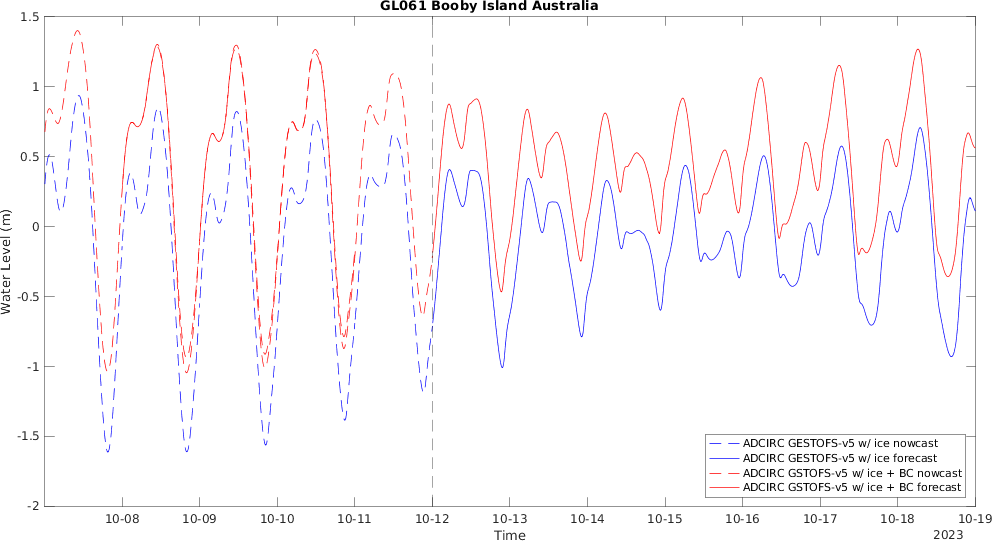 GL061 Booby Island Australia
1.5
1
0.5
0
-0.5
-1
-1.5
-2
Water Level (m)
10-08 10-09 10-10 10-11 10-12 10-13 10-14 10-15 10-16 10-17 10-18 10-19
Time
2023
ADCIRC GESTOFS-v5 w/ ice nowcast
ADCIRC GESTOFS-v5 w/ ice forecast
ADCIRC GSTOFS-v5 w/ ice + BC nowcast
ADCIRC GSTOFS-v5 w/ ice + BC forecast